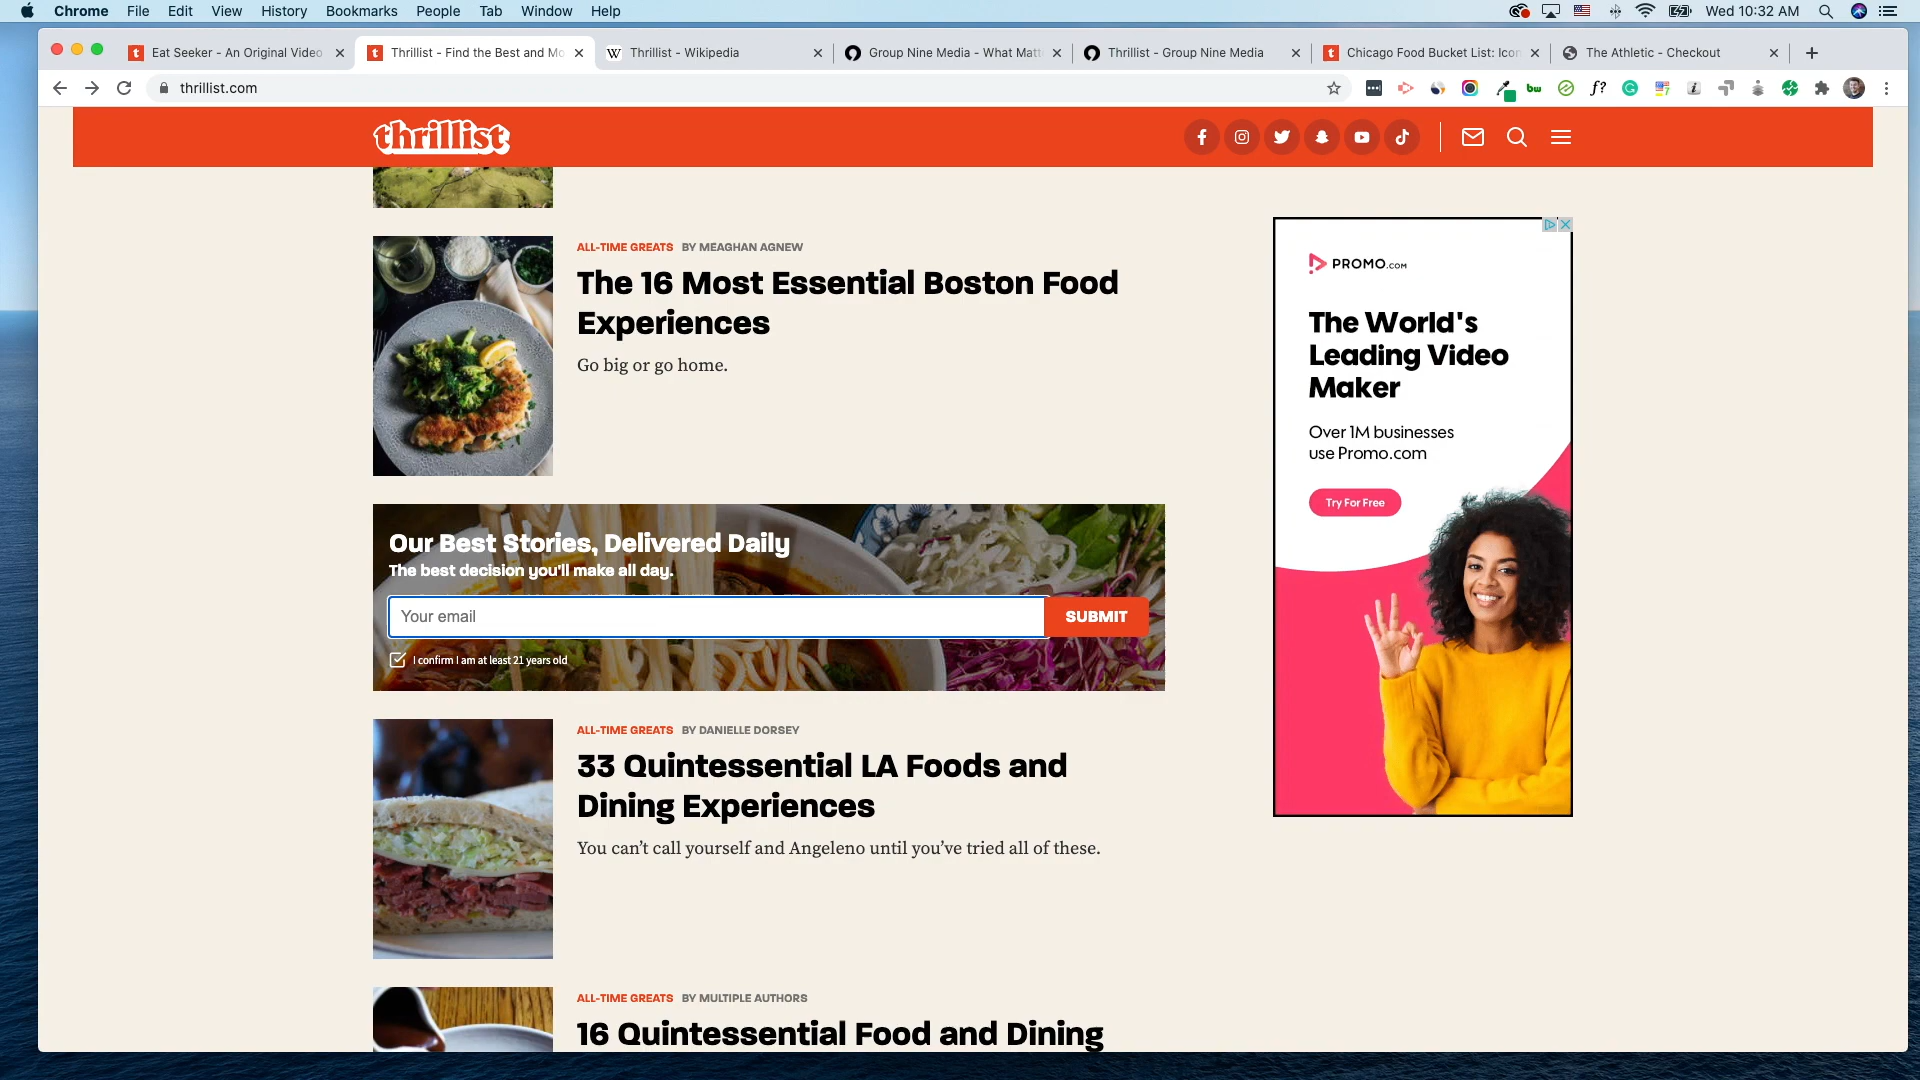 Chrome File Edit View History Bookmarks People Tab Window Help
Wed 10:32 AM
Eat Seeker - An Original Video
Thrillist - Find the Best and Mo
Thrillist - Wikipedia
Group Nine Media - What Matt
Thrillist - Group Nine Media
Chicago Food Bucket List: Icon
The Athletic - Checkout
thrillist.com
thrillist
ALL-TIME GREATS BY MEAGHAN AGNEW
The 16 Most Essential Boston Food
Experiences
Go big or go home.
Our Best Stories, Delivered Daily
The best decision you'll make all day.
Your email
SUBMIT
I confirm I am at least 21 years old
ALL-TIME GREATS BY DANIELLE DORSEY
33 Quintessential LA Foods and
Dining Experiences
You can’t call yourself and Angeleno until you’ve tried all of these.
ALL-TIME GREATS BY MULTIPLE AUTHORS
16 Quintessential Food and Dining
PROMO.COM
The World's
Leading Video
Maker
Over 1M businesses
use Promo.com
Try For Free